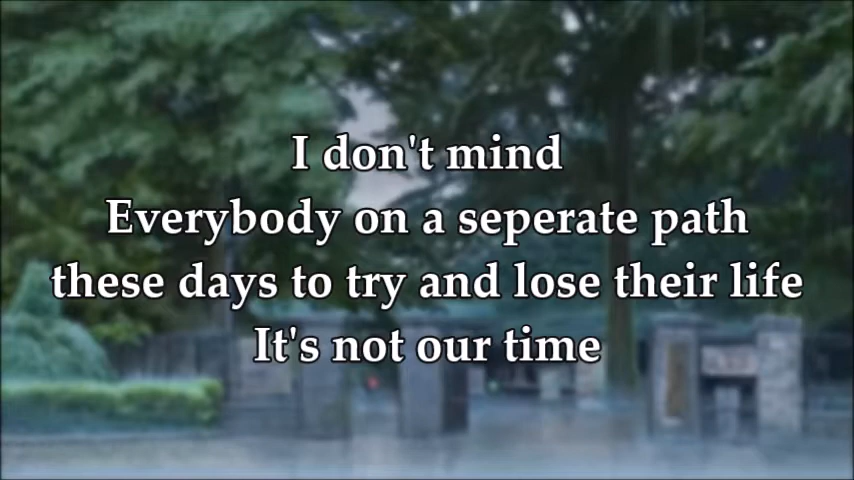 I don't mind
Everybody on a seperate path
these days to try and lose their life
It's not our time